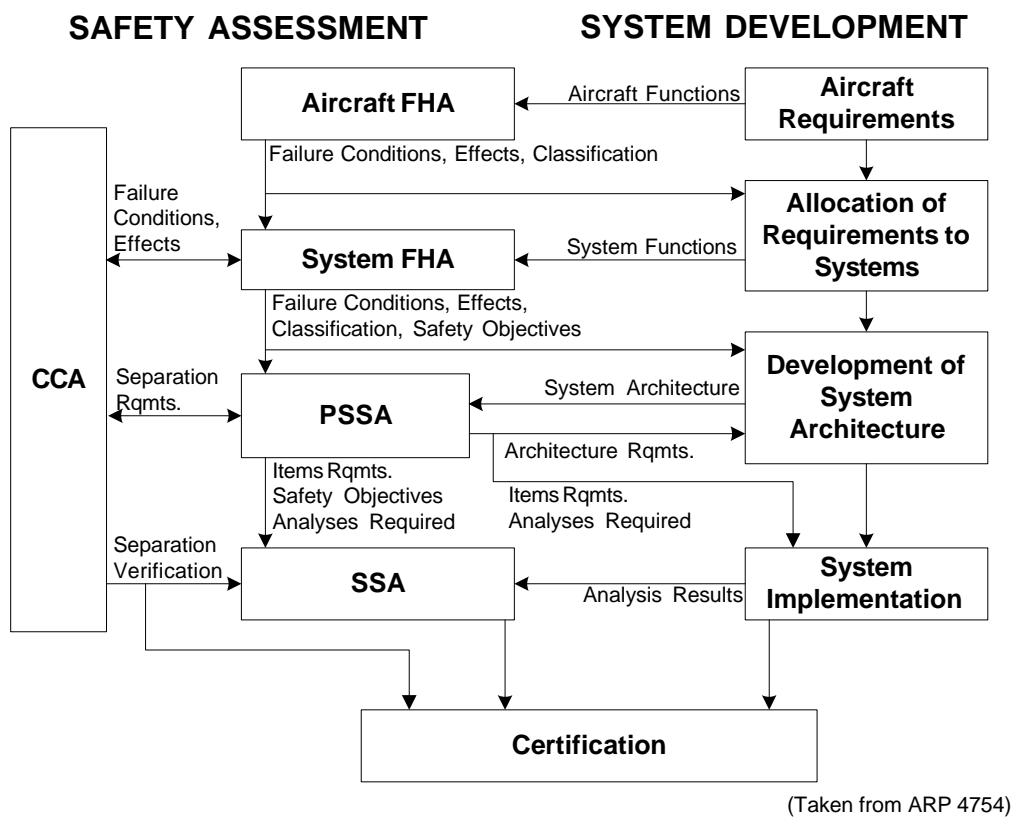 SAFETY ASSESSMENT
SYSTEM DEVELOPMENT
Aircraft FHA
Aircraft Functions
Aircraft
Requirements
Failure Conditions, Effects, Classification
Failure
Conditions,
Effects
System FHA
System Functions
Allocation of
Requirements to
Systems
Failure Conditions, Effects,
Classification, Safety Objectives
CCA
Separation
Rqmts.
PSSA
System Architecture
Development of
System
Architecture
Architecture Rqmts.
Items Rqmts.
Safety Objectives
Analyses Required
Items Rqmts.
Analyses Required
Separation
Verification
SSA
Analysis Results
System
Implementation
Certification
(Taken from ARP 4754)